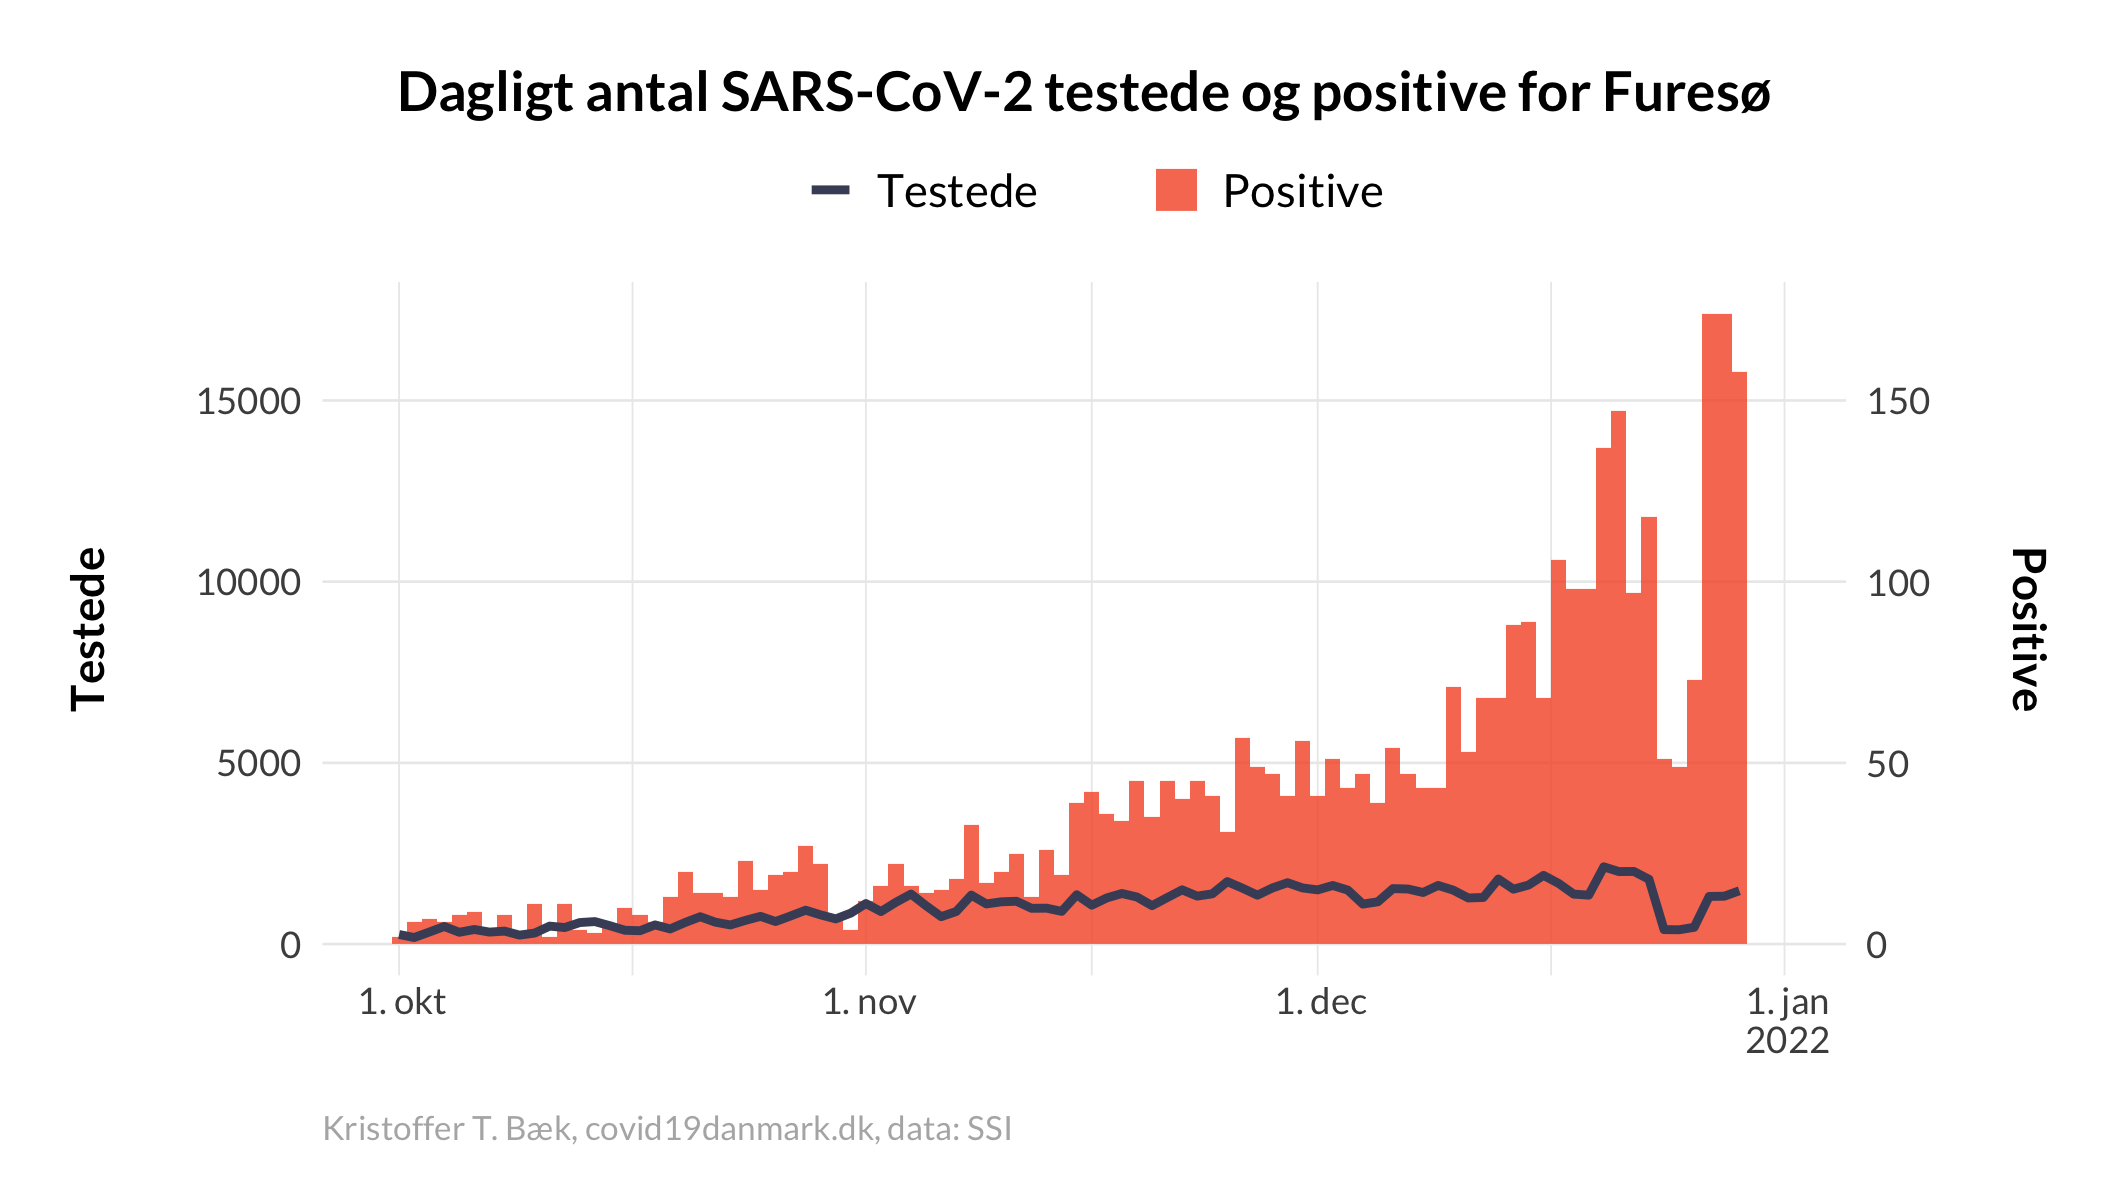 Dagligt antal SARS-CoV-2 testede og positive for Furesø
Testede
Positive
Testede
15000
10000
5000
0
150
100
50
0
Positive
1. okt
1. nov
1. dec
1. jan
2022
Kristoffer T. Bæk, covid19danmark.dk, data: SSI